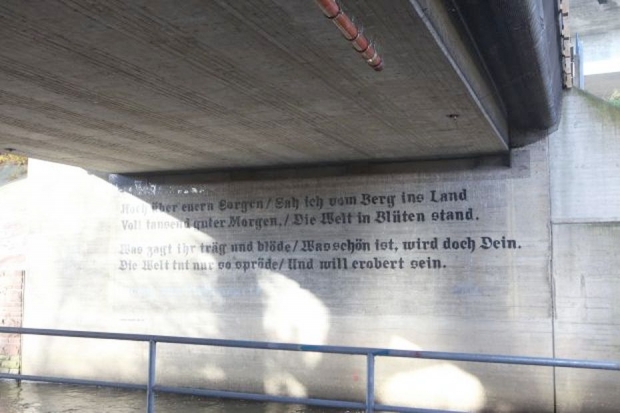 Hoch über euern Sorgen/ Sah ich vom Berg ins Land
Voll tausend guter Morgen,/ Die Welt in Blüten stand.
Was zagt ihr träg und blöde/ Was schön ist, wird doch Dein.
Die Welt tut nur so spröde/ Und will erobert sein.